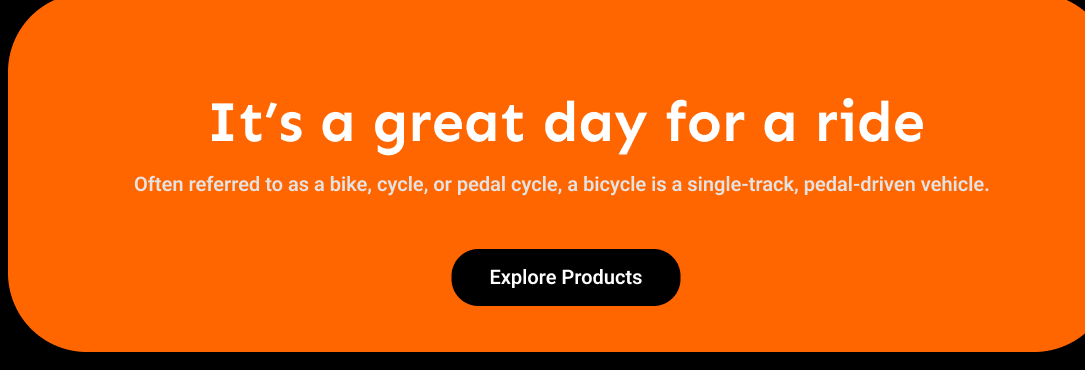 It’s a great day for a ride
Often referred to as a bike, cycle, or pedal cycle, a bicycle is a single-track, pedal-driven vehicle.
Explore Products